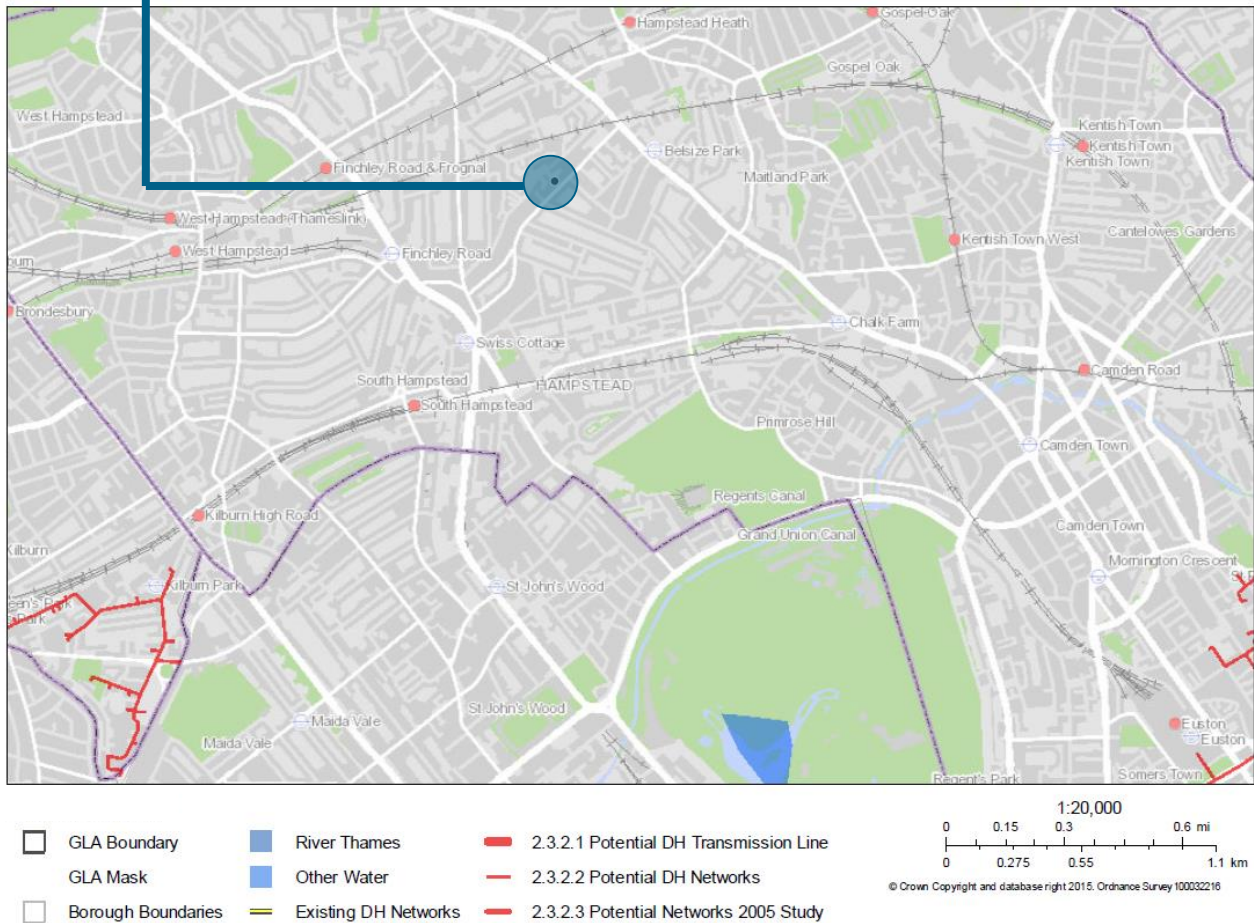 Hampstead Heath
Gospel Oak
Gospel Oak
West Hampstead
Kentish Town
Kentish Town
Kentish Town
Belsize Park
Finchley Road & Frognal
Maitland Park
West Hampstead (Thameslink)
Cantelowes Gardens
Kentish Town West
West Hampstead
Finchley Road
Brondesbury
Chalk Farm
Swiss Cottage
Camden Road
South Hampstead
HAMPSTEAD
South Hampstead
Primrose Hill
Camden Town
Regents Canal
Kilburn High Road
Grand Union Canal
Camden Town
Kilburn
Mornington Crescent
Kilburn Park
St John's Wood
St John's Wood
Maida Vale
Maida Vale
Euston
Euston
Regent's Park
Somers Town
1:20,000
0 0.15 0.3 0.6 mi
0 0.275 0.55 1.1 km
© Crown Copyright and database right 2015. Ordnance Survey 100032216
GLA Boundary
GLA Mask
Borough Boundaries
River Thames
Other Water
Existing DH Networks
2.3.2.1 Potential DH Transmission Line
2.3.2.2 Potential DH Networks
2.3.2.3 Potential Networks 2005 Study